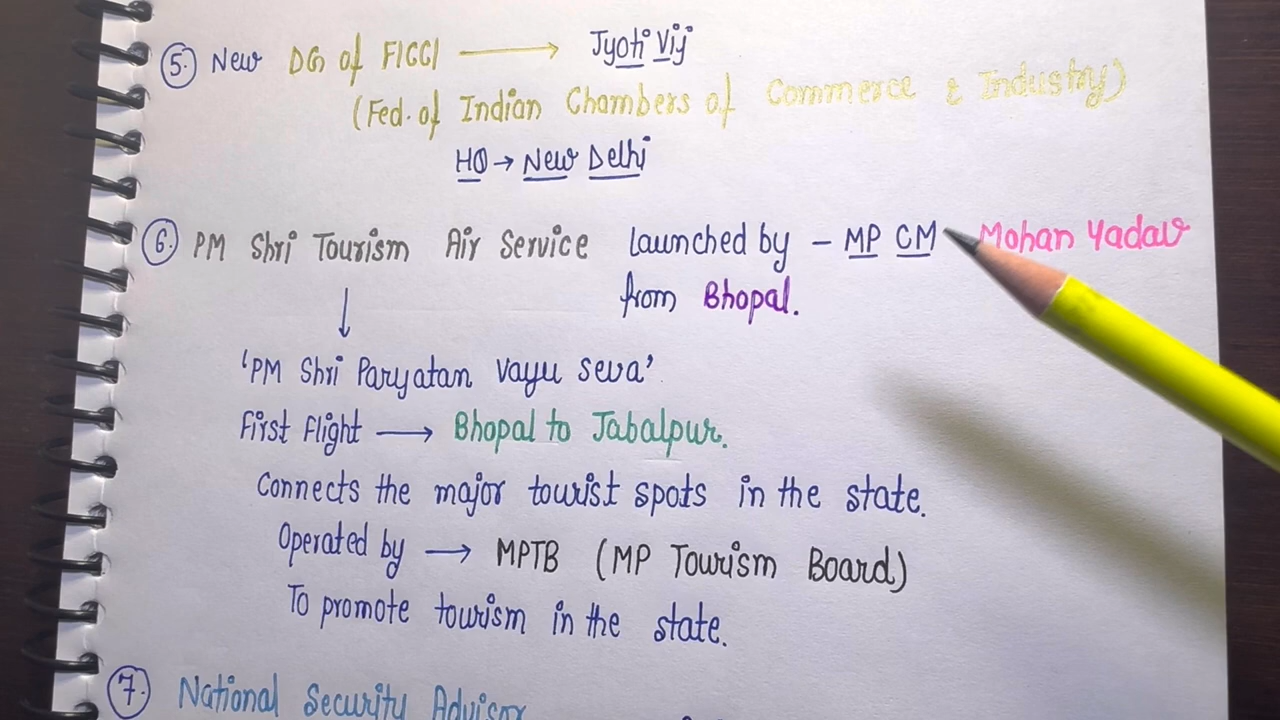 5. New DG of FICCI → Jyoti Vij
(Fed. of Indian Chambers of Commerce & Industry)
HO → New Delhi
6. PM Shri Tourism Air Service launched by – MP CM Mohan Yadav
from Bhopal.
↓
'PM Shri Paryatan Vayu Seva'
First Flight → Bhopal to Jabalpur.
Connects the major tourist spots in the state.
Operated by → MPTB (MP Tourism Board)
To promote tourism in the state.
7. National Security Advisor